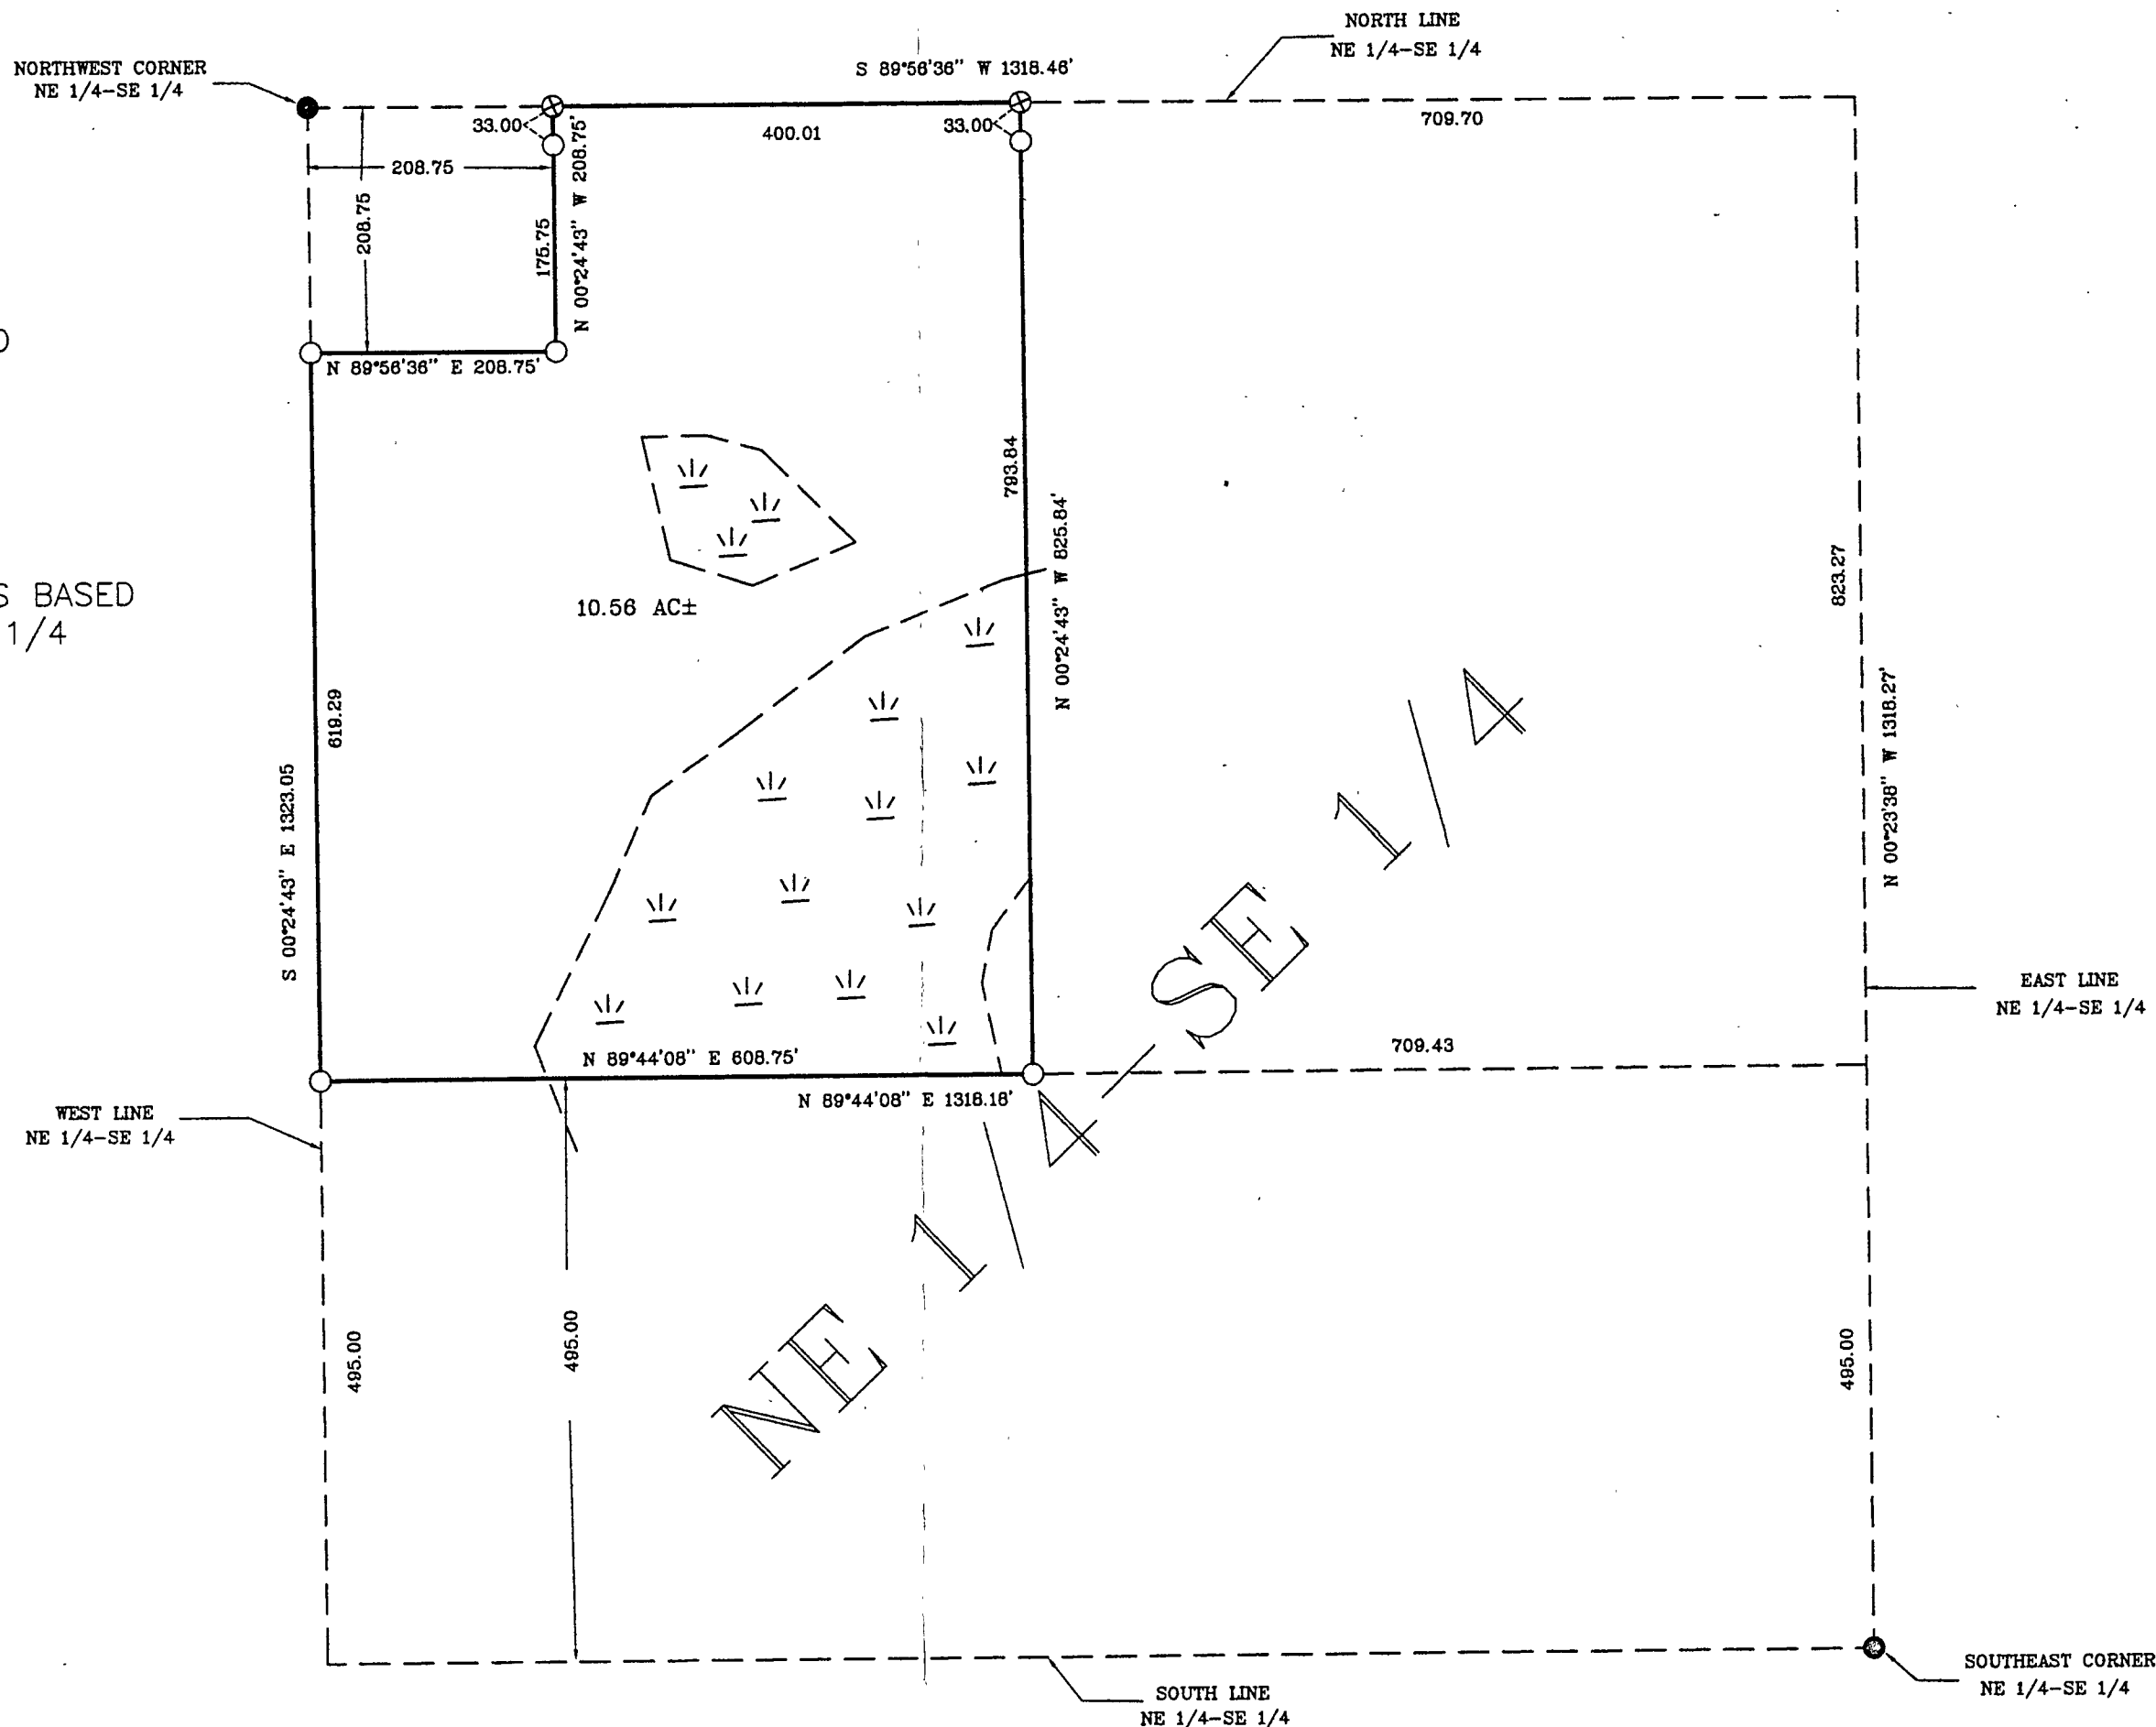 NORTH LINE
NE 1/4-SE 1/4
NORTHWEST CORNER
NE 1/4-SE 1/4
S 89°56'36" W 1318.46'
33.00
400.01
33.00
709.70
208.75
208.75
175.75
N 00°24'43" W 208.75'
N 89°56'36" E 208.75'
793.84
N 00°24'43" W 825.84'
823.27
S BASED
1/4
10.56 AC±
619.29
S 00°24'43" E 1323.05
N 00°23'38" W 1318.27'
EAST LINE
NE 1/4-SE 1/4
N 89°44'08" E 608.75'
709.43
N 89°44'08" E 1318.18'
WEST LINE
NE 1/4-SE 1/4
NE 1/4-SE 1/4
495.00
495.00
495.00
SOUTHEAST CORNER
NE 1/4-SE 1/4
SOUTH LINE
NE 1/4-SE 1/4